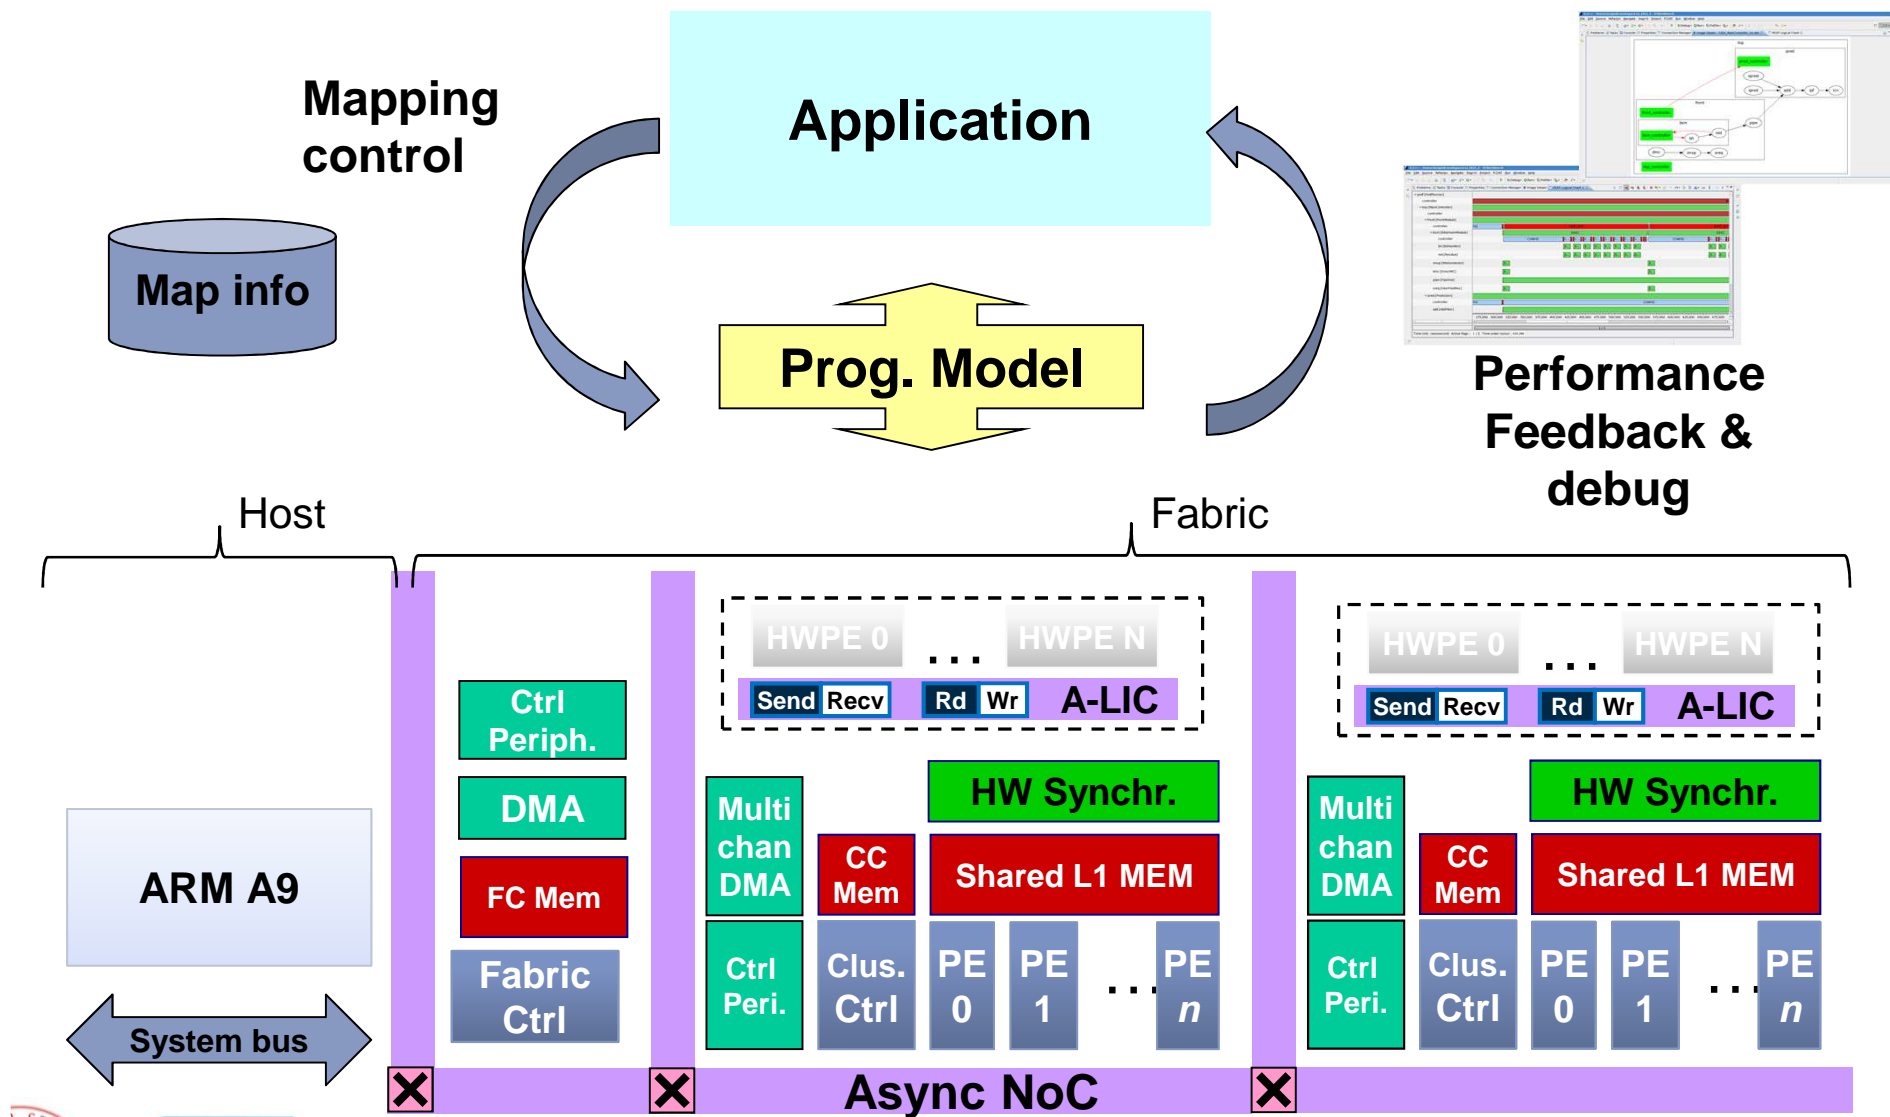 Mapping
control
Application
Map info
Prog. Model
Performance
Feedback &
debug
Host
Fabric
HWPE 0
...
HWPE N
Send Recv
Rd Wr
A-LIC
HWPE 0
...
HWPE N
Send Recv
Rd Wr
A-LIC
Ctrl
Periph.
DMA
FC Mem
Fabric
Ctrl
ARM A9
System bus
Multi
chan
DMA
CC
Mem
HW Synchr.
Shared L1 MEM
Ctrl
Peri.
Clus.
Ctrl
PE
0
PE
1
...
PE
n
Multi
chan
DMA
CC
Mem
HW Synchr.
Shared L1 MEM
Ctrl
Peri.
Clus.
Ctrl
PE
0
PE
1
...
PE
n
Async NoC